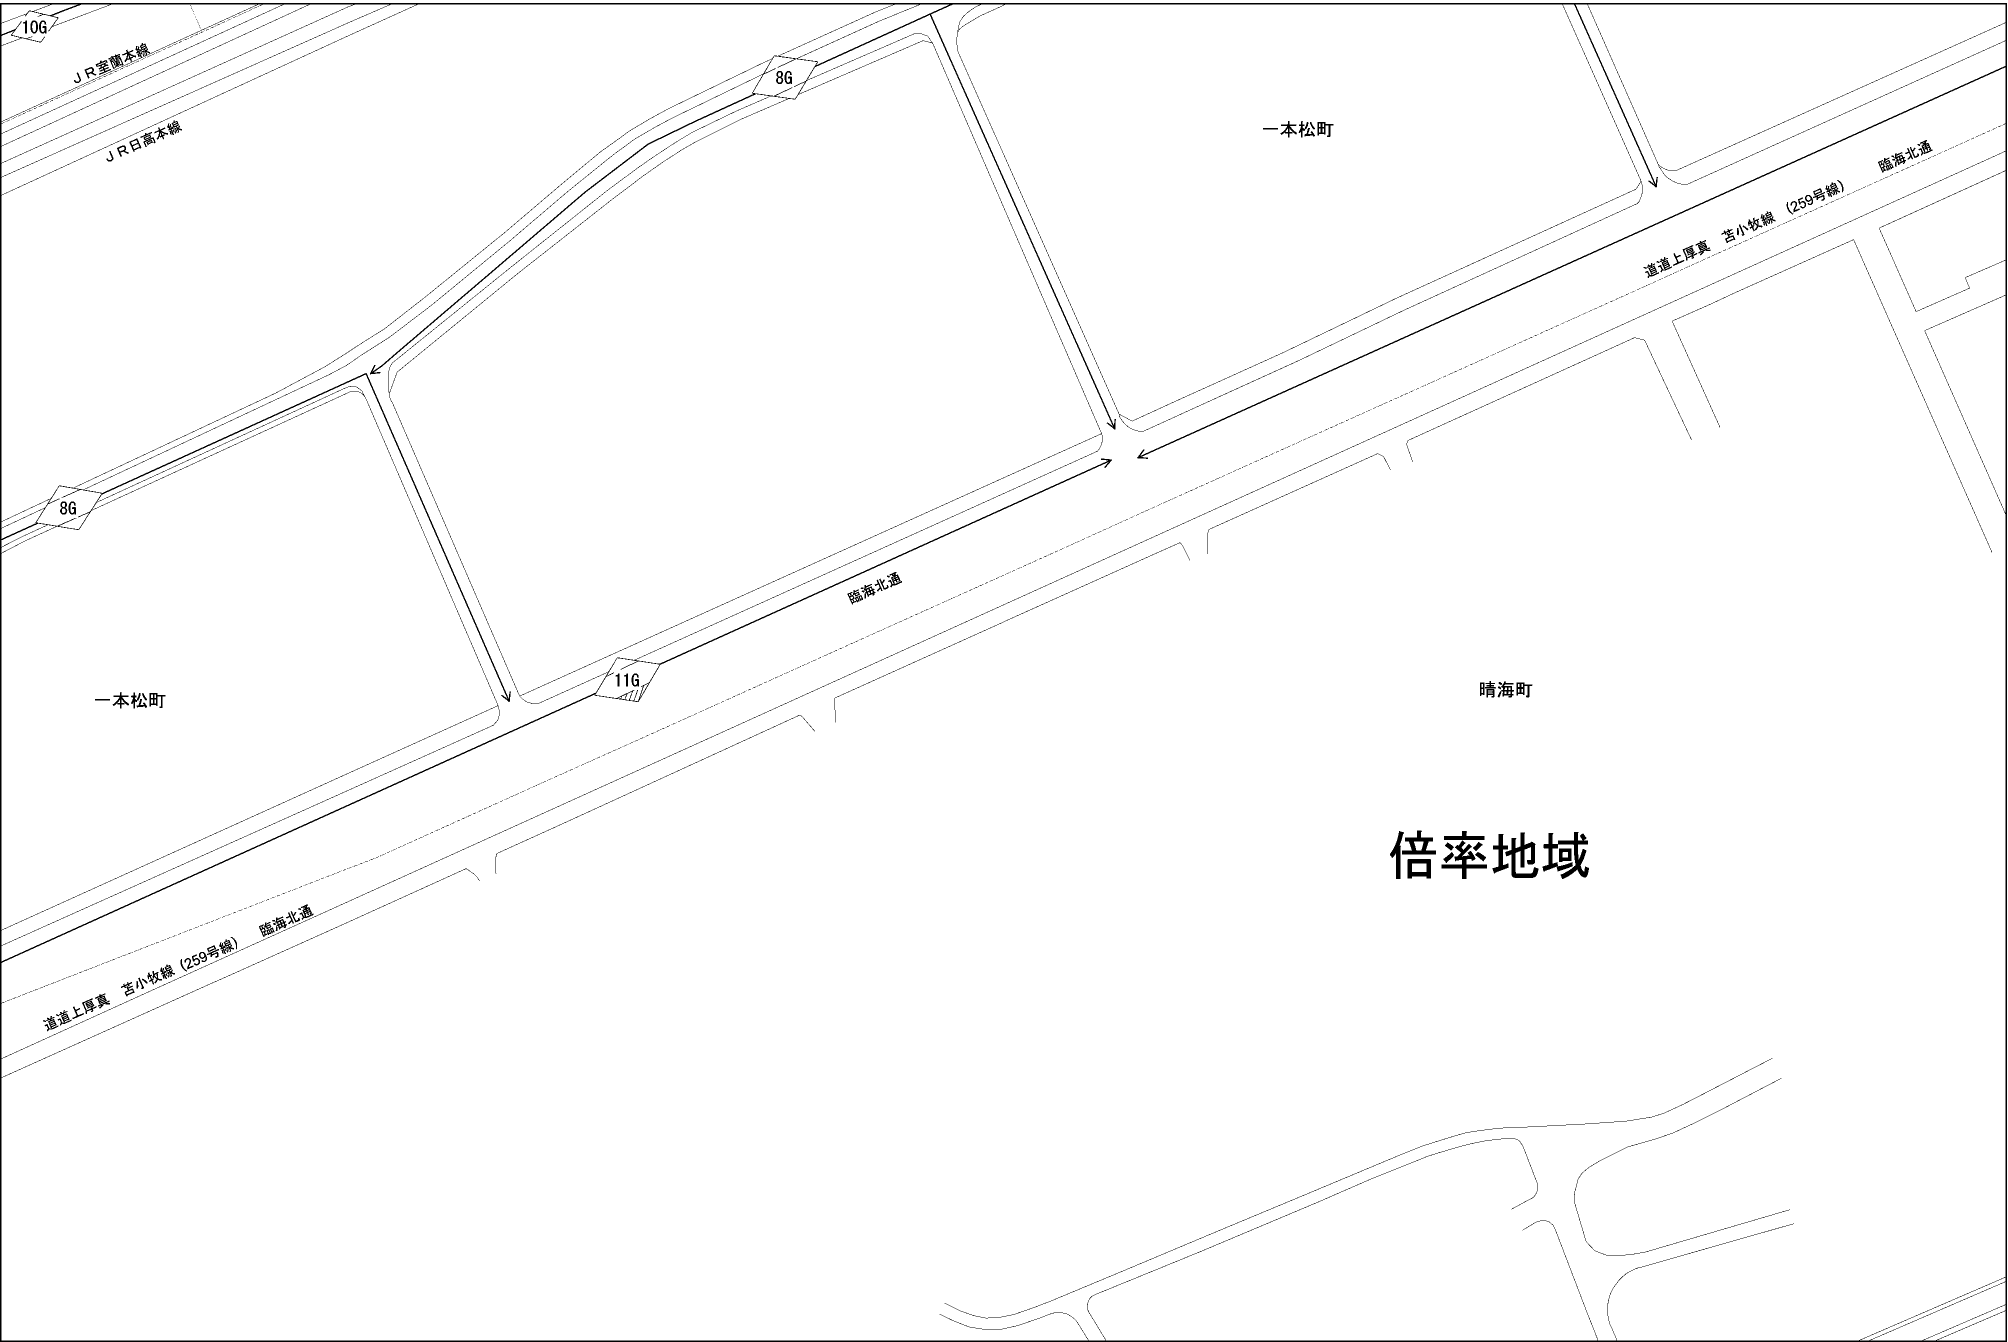 10G
JR室蘭本線
8G
JR日高本線
一本松町
臨海北通
道道上厚真　苫小牧線　(259号線)
8G
臨海北通
11G
一本松町
晴海町
倍率地域
臨海北通
道道上厚真　苫小牧線 (259号線)